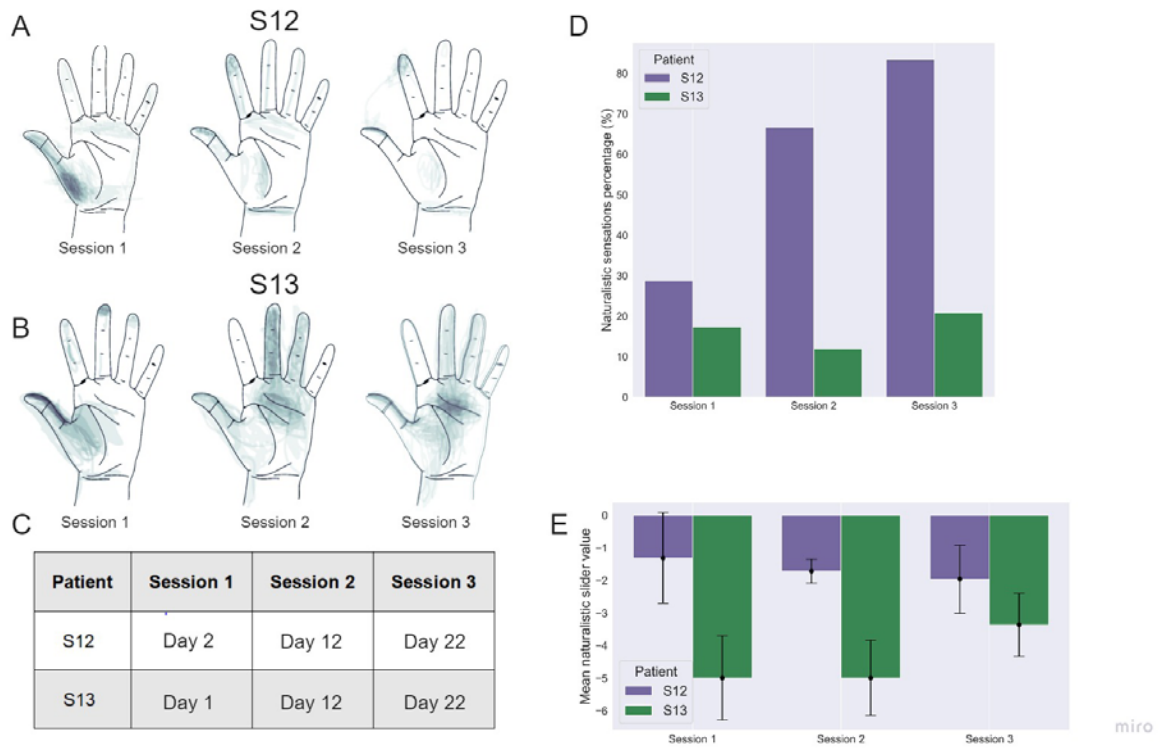 A
S12
Session 1
Session 2
Session 3
S13
B
Session 1
Session 2
Session 3
C
Patient Session 1 Session 2 Session 3
S12 Day 2 Day 12 Day 22
S13 Day 1 Day 12 Day 22
D
Naturalistic sensations percentage (%)
80
70
60
50
40
30
20
10
0
Patient
S12
S13
Session 1
Session 2
Session 3
E
Mean naturalistic slider value
0
−1
−2
−3
−4
−5
−6
Patient
S12
S13
Session 1
Session 2
Session 3
miro